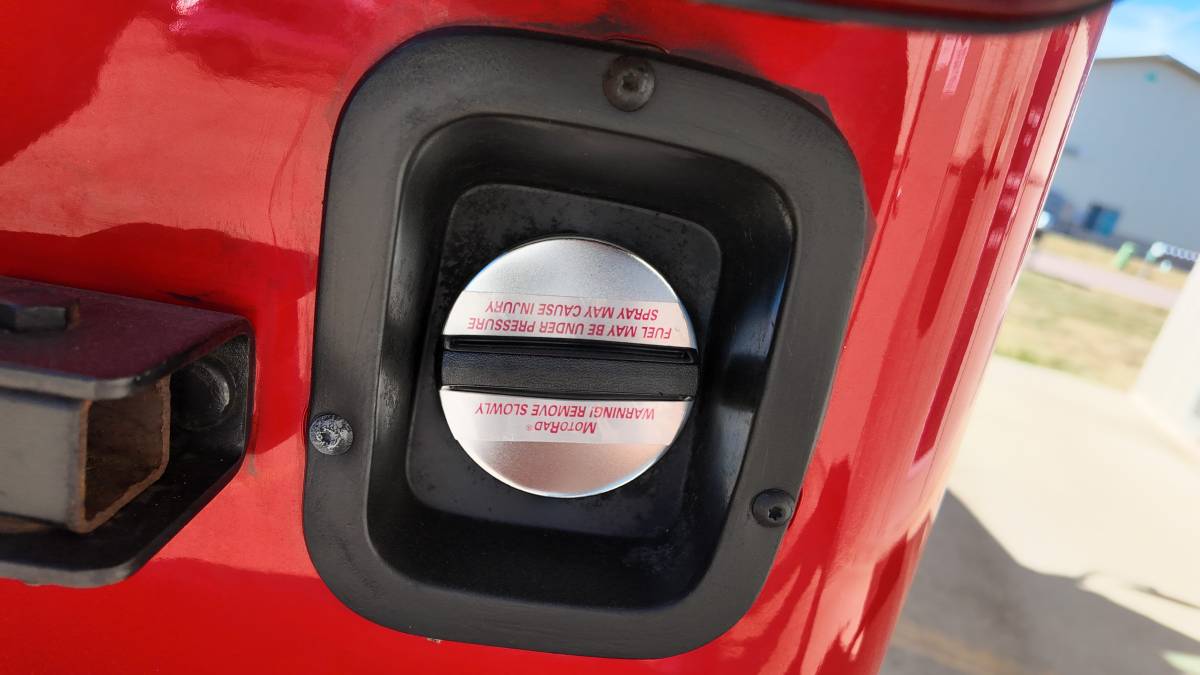 MotoRad®
WARNING! REMOVE SLOWLY
FUEL MAY BE UNDER PRESSURE
SPRAY MAY CAUSE INJURY